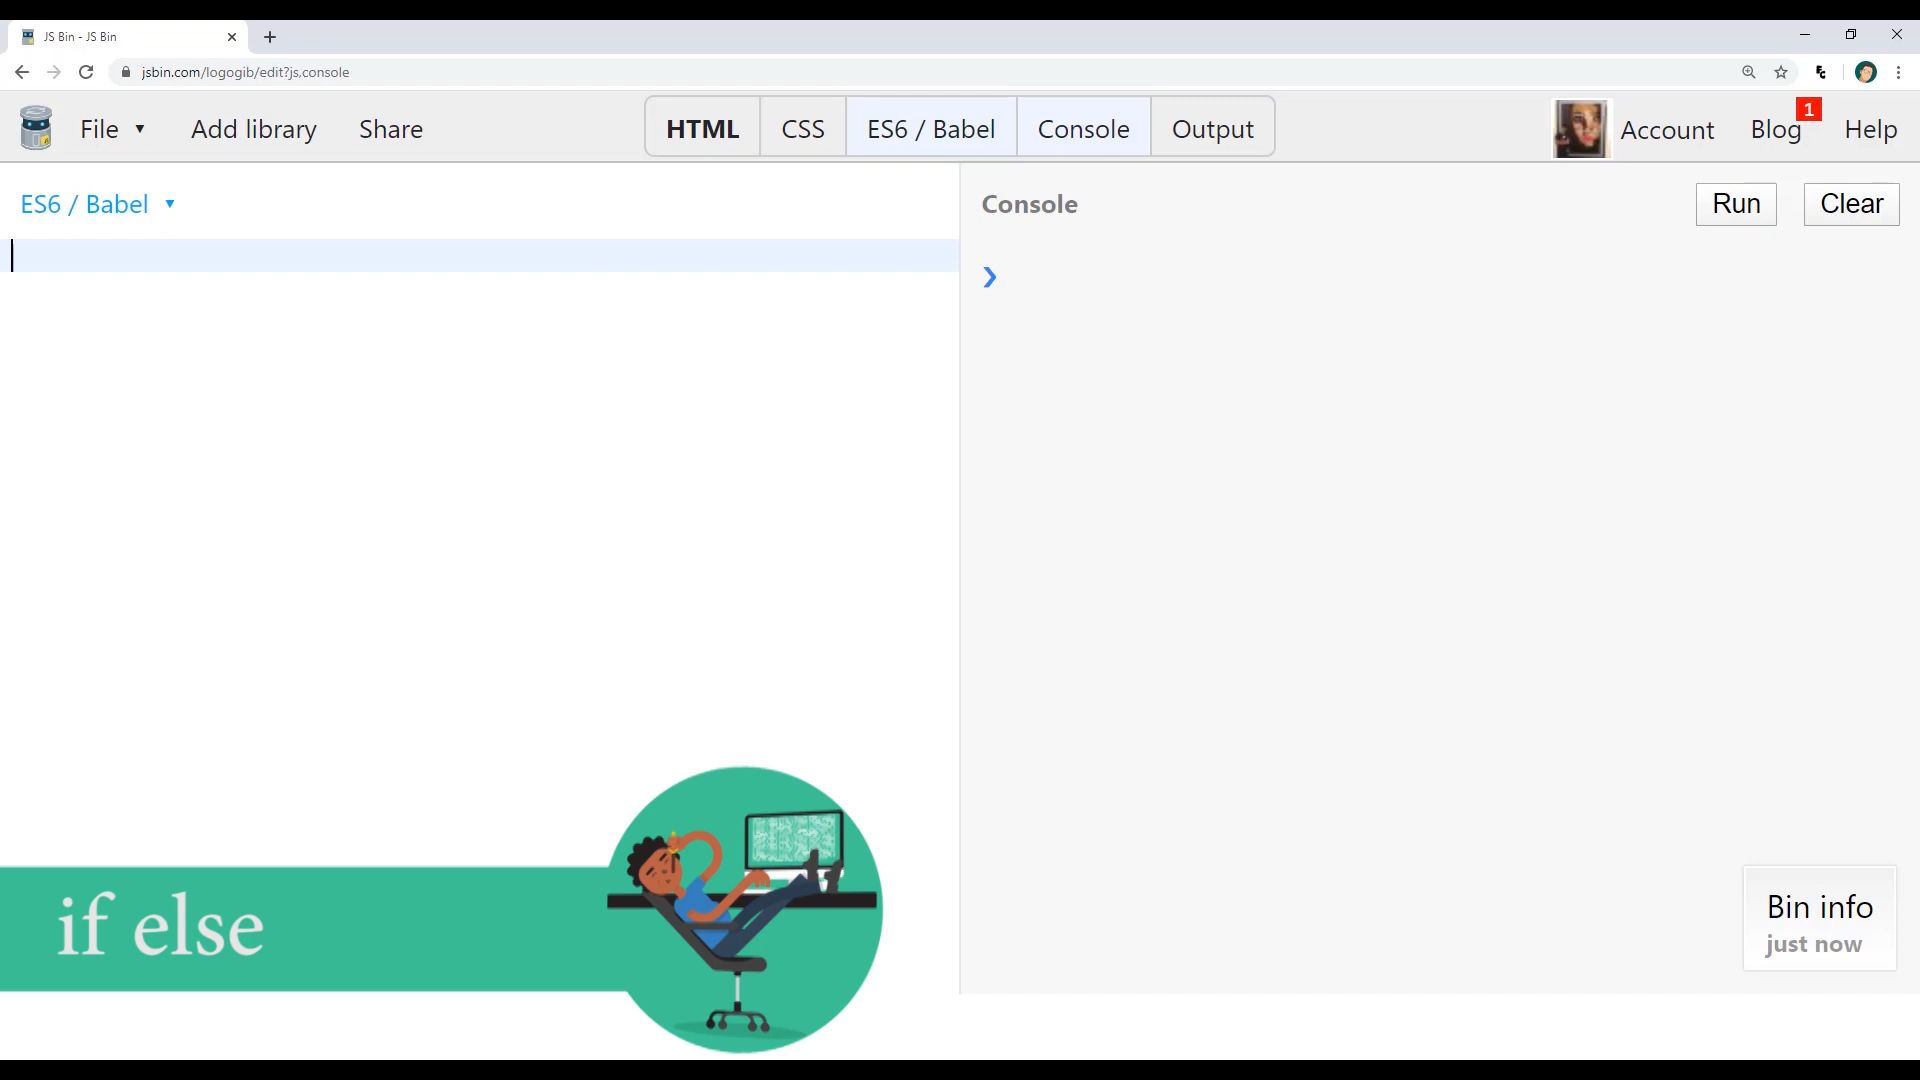 JS Bin - JS Bin
jsbin.com/logogib/edit?js,console
File Add library Share HTML CSS ES6 / Babel Console Output Account Blog 1 Help
ES6 / Babel
Console Run Clear
if else
Bin info
just now